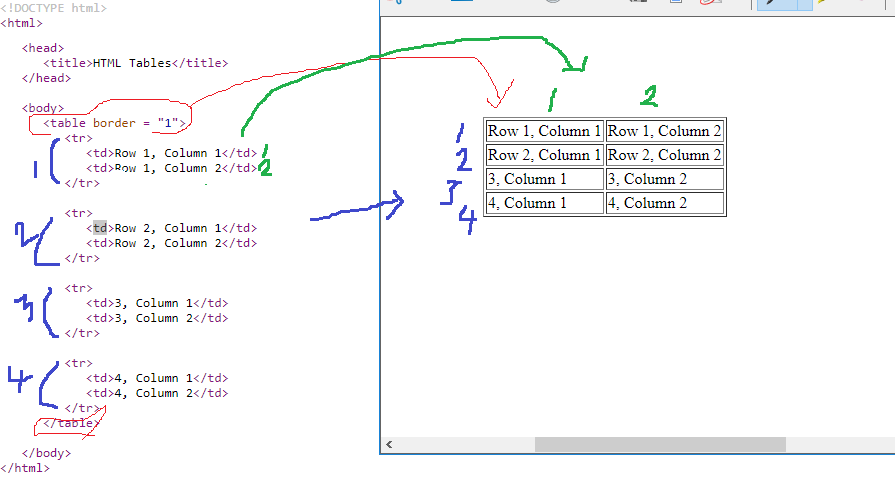 <!DOCTYPE html>
<html>
<head>
<title>HTML Tables</title>
</head>
<body>
<table border = "1">
<tr>
1
<td>Row 1, Column 1</td> 1
<td>Row 1, Column 2</td> 2
</tr>
<tr>
2
<td>Row 2, Column 1</td>
<td>Row 2, Column 2</td>
</tr>
<tr>
3
<td>3, Column 1</td>
<td>3, Column 2</td>
</tr>
<tr>
4
<td>4, Column 1</td>
<td>4, Column 2</td>
</tr>
</table>
</body>
</html>
1 2
1 Row 1, Column 1 Row 1, Column 2
2 Row 2, Column 1 Row 2, Column 2
3 3, Column 1 3, Column 2
4 4, Column 1 4, Column 2